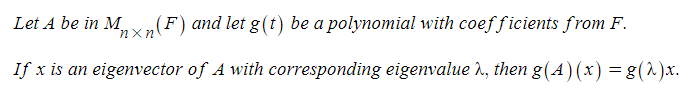 Let A be in M_{n×n}(F) and let g(t) be a polynomial with coefficients from F.
If x is an eigenvector of A with corresponding eigenvalue λ, then g(A)(x) = g(λ)x.